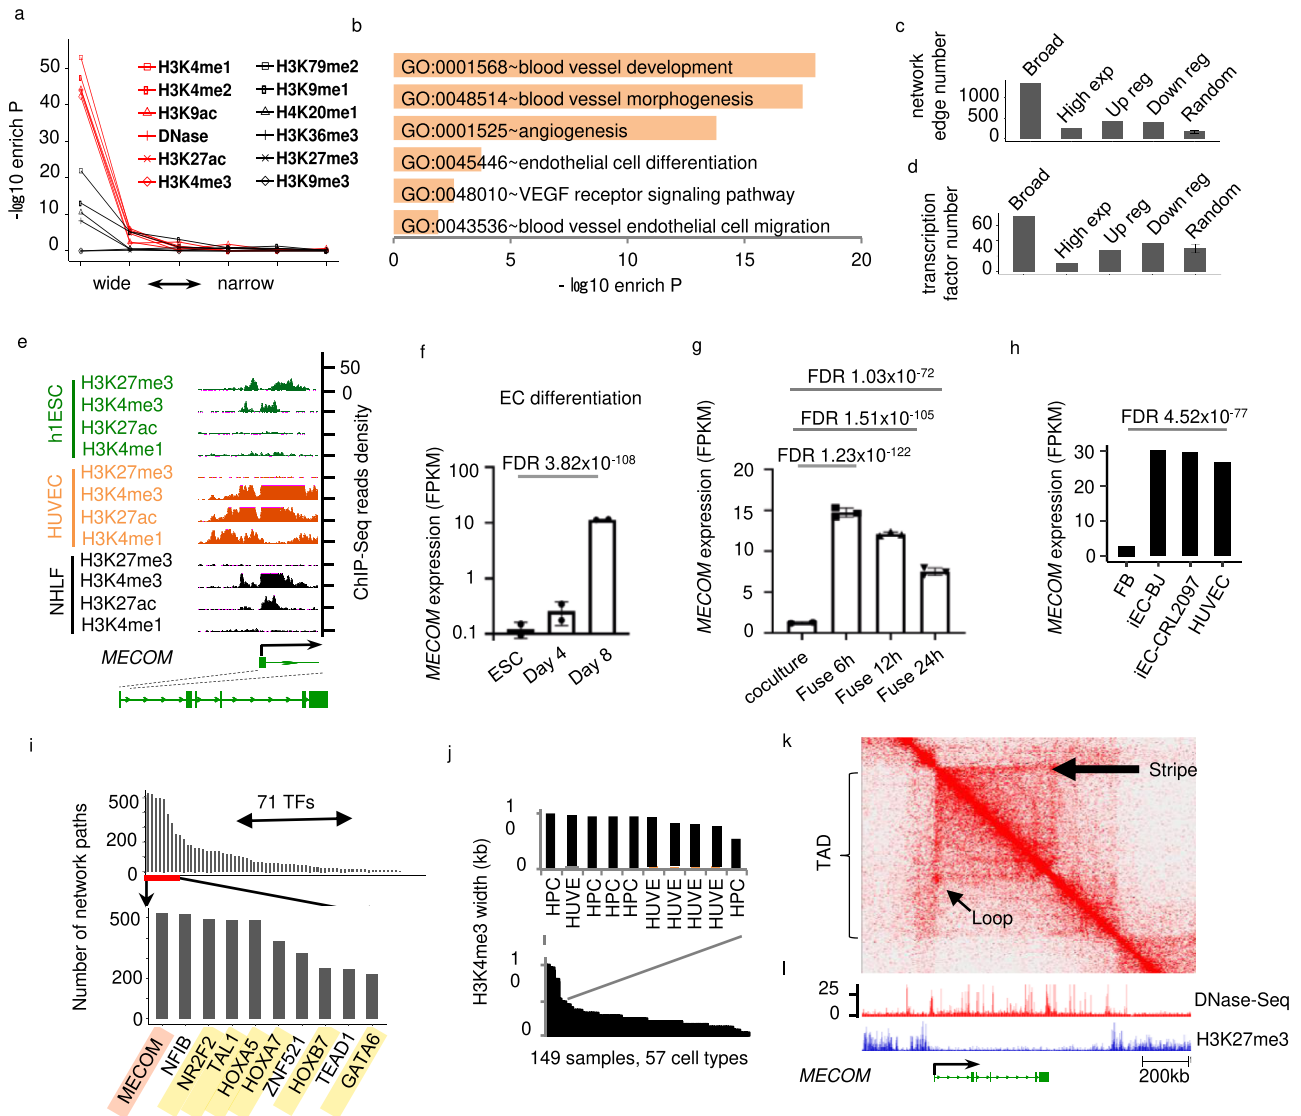 a
-log10 enrich P
50
40
30
20
10
0
H3K4me1
H3K4me2
H3K9ac
DNase
H3K27ac
H3K4me3
H3K79me2
H3K9me1
H4K20me1
H3K36me3
H3K27me3
H3K9me3
wide
narrow
b
GO:0001568~blood vessel development
GO:0048514~blood vessel morphogenesis
GO:0001525~angiogenesis
GO:0045446~endothelial cell differentiation
GO:0048010~VEGF receptor signaling pathway
GO:0043536~blood vessel endothelial cell migration
0 5 10 15 20
- log10 enrich P
c
network
edge number
1000
500
0
Broad
High exp
Up reg
Down reg
Random
d
transcription
factor number
60
40
0
Broad
High exp
Up reg
Down reg
Random
e
h1ESC
H3K27me3
H3K4me3
H3K27ac
H3K4me1
HUVEC
H3K27me3
H3K4me3
H3K27ac
H3K4me1
NHLF
H3K27me3
H3K4me3
H3K27ac
H3K4me1
50
0
ChIP-Seq reads density
MECOM
f
EC differentiation
FDR 3.82x10-108
MECOM expression (FPKM)
100
10
1
0.1
ESC
Day 4
Day 8
g
FDR 1.03x10-72
FDR 1.51x10-105
FDR 1.23x10-122
MECOM expression (FPKM)
20
15
10
5
0
coculture
Fuse 6h
Fuse 12h
Fuse 24h
h
FDR 4.52x10-77
MECOM expression (FPKM)
30
20
10
0
FB
iEC-BJ
iEC-CRL2097
HUVEC
i
Number of network paths
500
200
0
71 TFs
500
200
0
MECOM
NFIB
NR2F2
TAL1
HOXA5
HOXA7
ZNF521
HOXB7
TEAD1
GATA6
j
H3K4me3 width (kb)
1
0
0
HPC
HUVE
HPC
HPC
HPC
HUVE
HUVE
HUVE
HUVE
HPC
1
0
0
149 samples, 57 cell types
k
TAD
Stripe
Loop
l
25
0
DNase-Seq
H3K27me3
MECOM
200kb